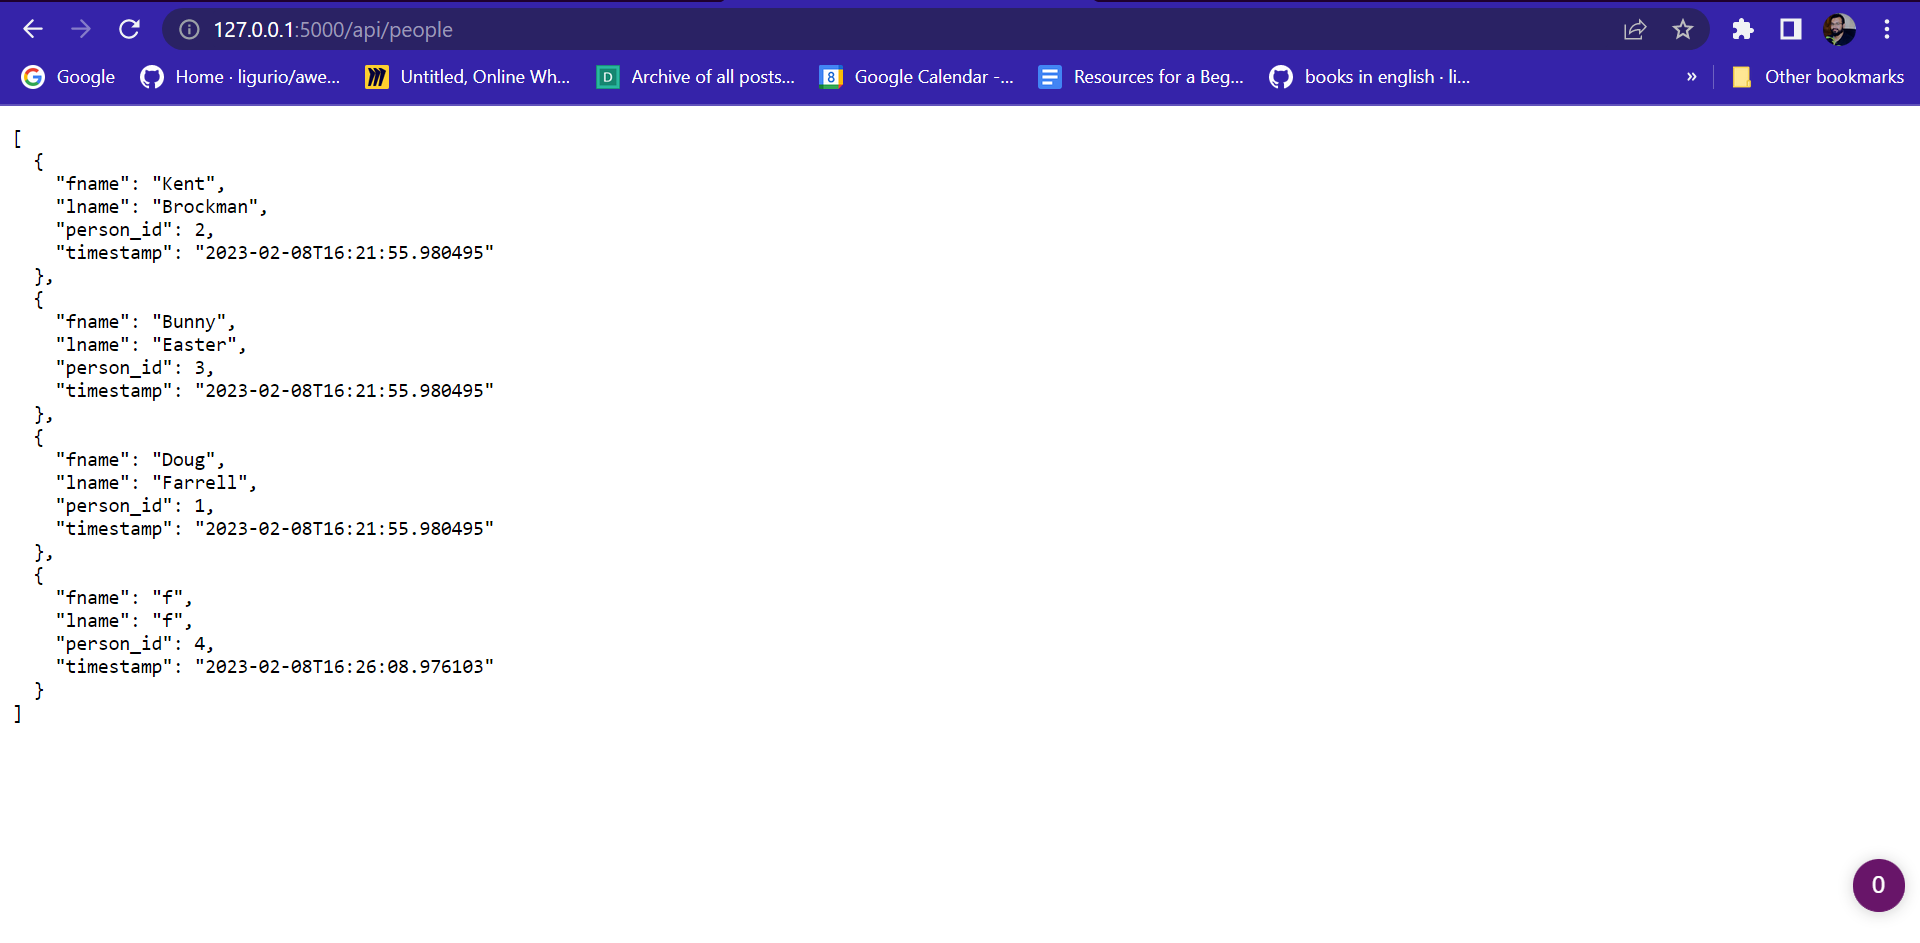 127.0.0.1:5000/api/people
Google Home · ligurio/awe... Untitled, Online Wh... D Archive of all posts... 8 Google Calendar -... Resources for a Beg... books in english · li... » Other bookmarks
[
  {
    "fname": "Kent",
    "lname": "Brockman",
    "person_id": 2,
    "timestamp": "2023-02-08T16:21:55.980495"
  },
  {
    "fname": "Bunny",
    "lname": "Easter",
    "person_id": 3,
    "timestamp": "2023-02-08T16:21:55.980495"
  },
  {
    "fname": "Doug",
    "lname": "Farrell",
    "person_id": 1,
    "timestamp": "2023-02-08T16:21:55.980495"
  },
  {
    "fname": "f",
    "lname": "f",
    "person_id": 4,
    "timestamp": "2023-02-08T16:26:08.976103"
  }
]
0